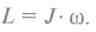 L = J · ω.